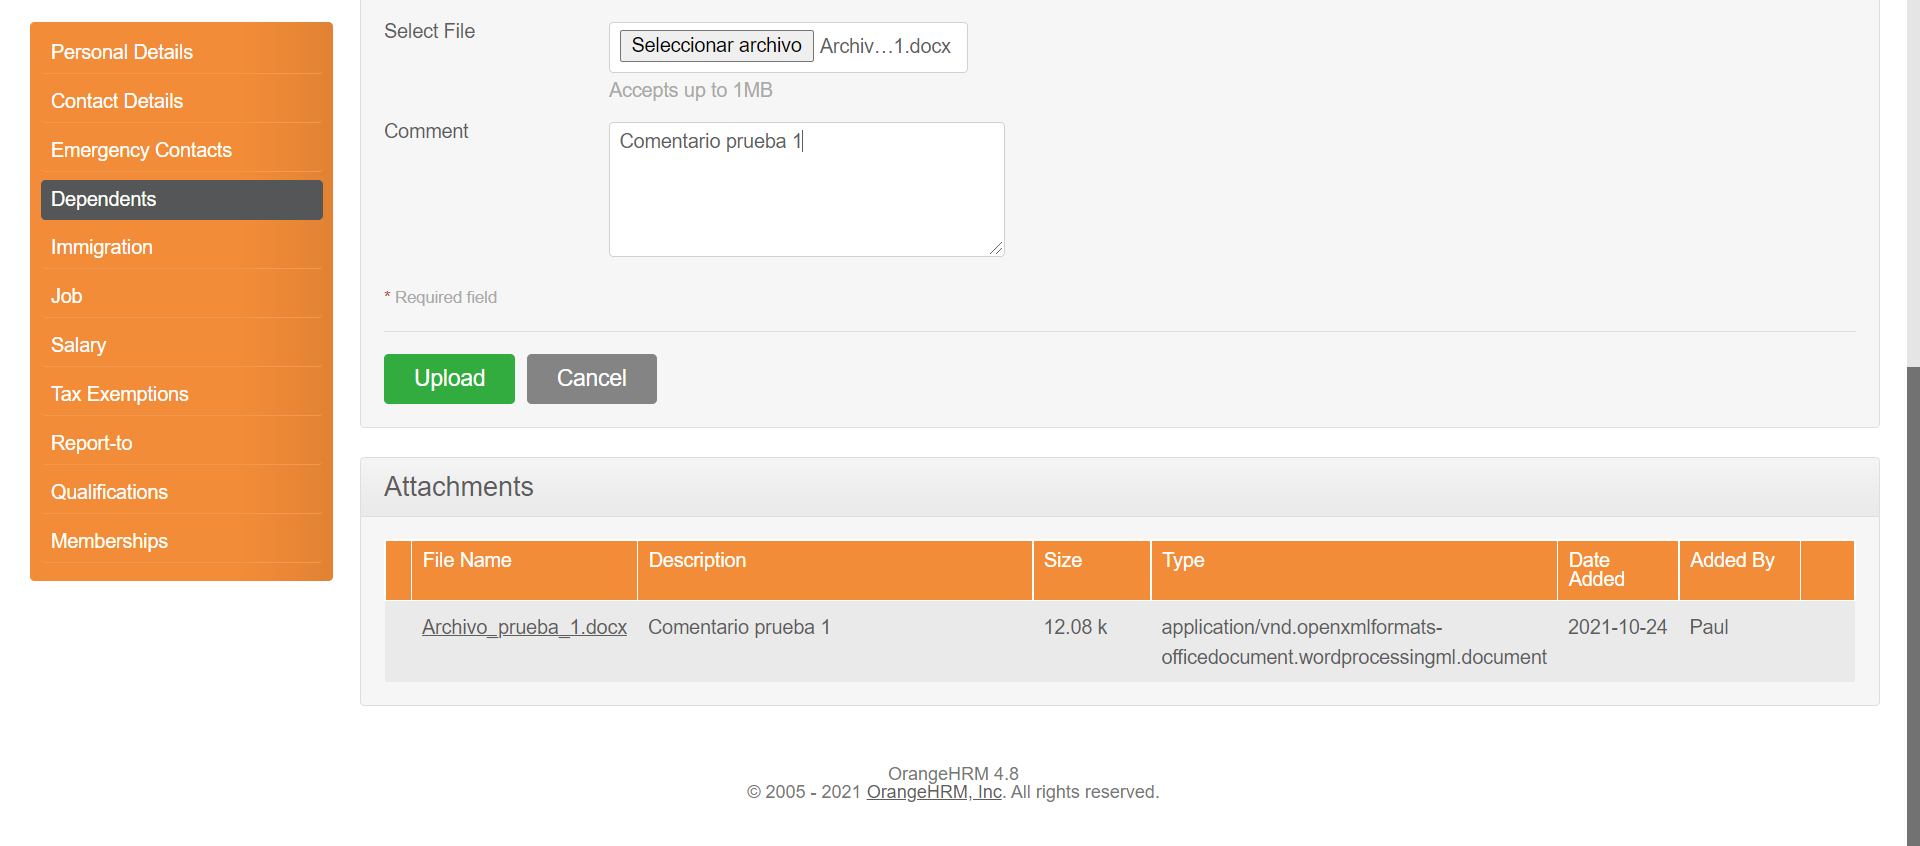 Personal Details
Contact Details
Emergency Contacts
Dependents
Immigration
Job
Salary
Tax Exemptions
Report-to
Qualifications
Memberships
Select File
Seleccionar archivo Archiv…1.docx
Accepts up to 1MB
Comment
Comentario prueba 1
* Required field
Upload Cancel
Attachments
File Name Description Size Type Date Added Added By
Archivo_prueba_1.docx Comentario prueba 1 12.08 k application/vnd.openxmlformats-officedocument.wordprocessingml.document 2021-10-24 Paul
OrangeHRM 4.8
© 2005 - 2021 OrangeHRM, Inc. All rights reserved.